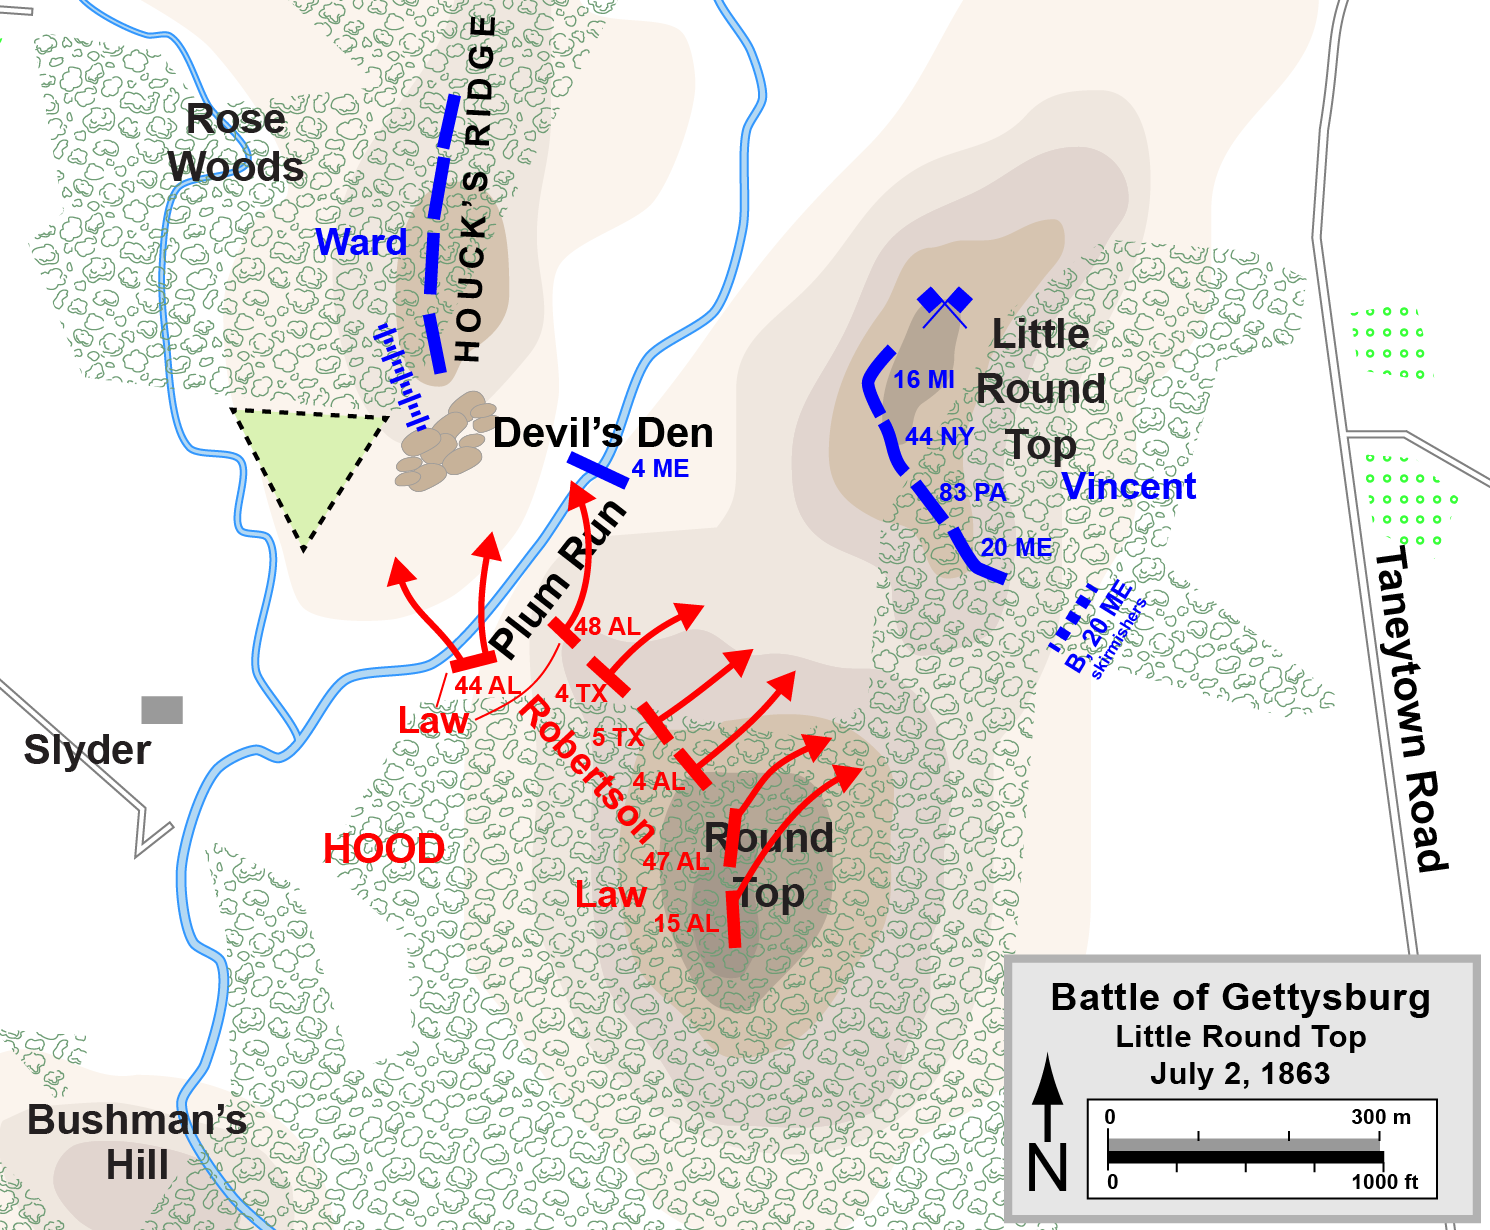 Rose
Woods
HOUCK'S RIDGE
Ward
Little
Round
Top
16 MI
44 NY
Devil's Den
4 ME
Vincent
83 PA
20 ME
B, 20 ME
skirmishers
Plum Run
Taneytown Road
48 AL
44 AL
4 TX
Law
5 TX
Robertson
4 AL
Slyder
HOOD
Round
Top
47 AL
Law
15 AL
Bushman's
Hill
Battle of Gettysburg
Little Round Top
July 2, 1863
N
0 300 m
0 1000 ft